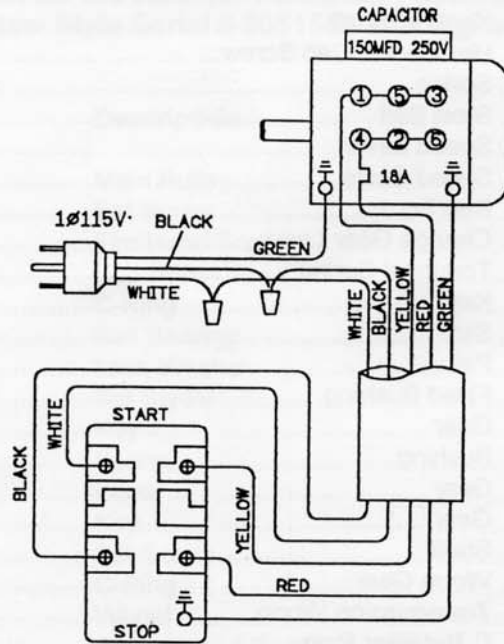 CAPACITOR
150MFD 250V
1 5 3
4 2 6
18A
1ø115V.
BLACK
GREEN
WHITE
WHITE
BLACK
YELLOW
RED
GREEN
START
BLACK
WHITE
YELLOW
RED
STOP